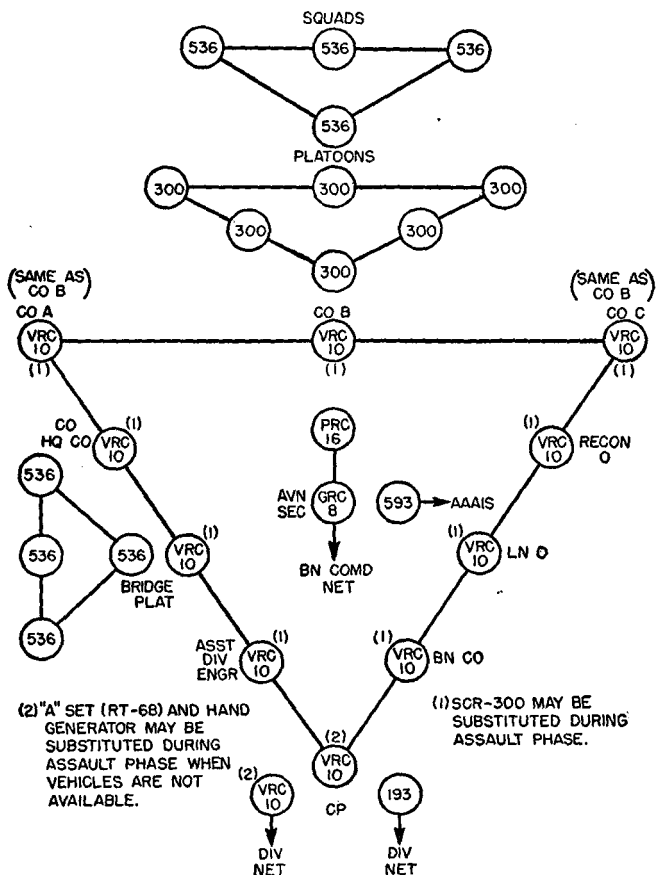 SQUADS
536 536 536
536
PLATOONS
300 300 300
300 300
300
(SAME AS CO B)
CO A
CO B
(SAME AS CO B)
CO C
VRC 10
(1)
VRC 10
(1)
VRC 10
(1)
CO HQ CO
VRC 10
(1)
PRC 16
(1)
VRC 10
RECON O
536
536
536
536
BRIDGE PLAT
(1)
VRC 10
AVN SEC
GRC 8
593
AAAIS
BN COMD NET
(1)
VRC 10
LN O
ASST DIV ENGR
VRC 10
(1)
(1)
VRC 10
BN CO
(2) "A" SET (RT-68) AND HAND
GENERATOR MAY BE
SUBSTITUTED DURING
ASSAULT PHASE WHEN
VEHICLES ARE NOT
AVAILABLE.
(1) SCR-300 MAY BE
SUBSTITUTED DURING
ASSAULT PHASE.
(2)
VRC 10
CP
(2)
VRC 10
193
DIV NET
DIV NET